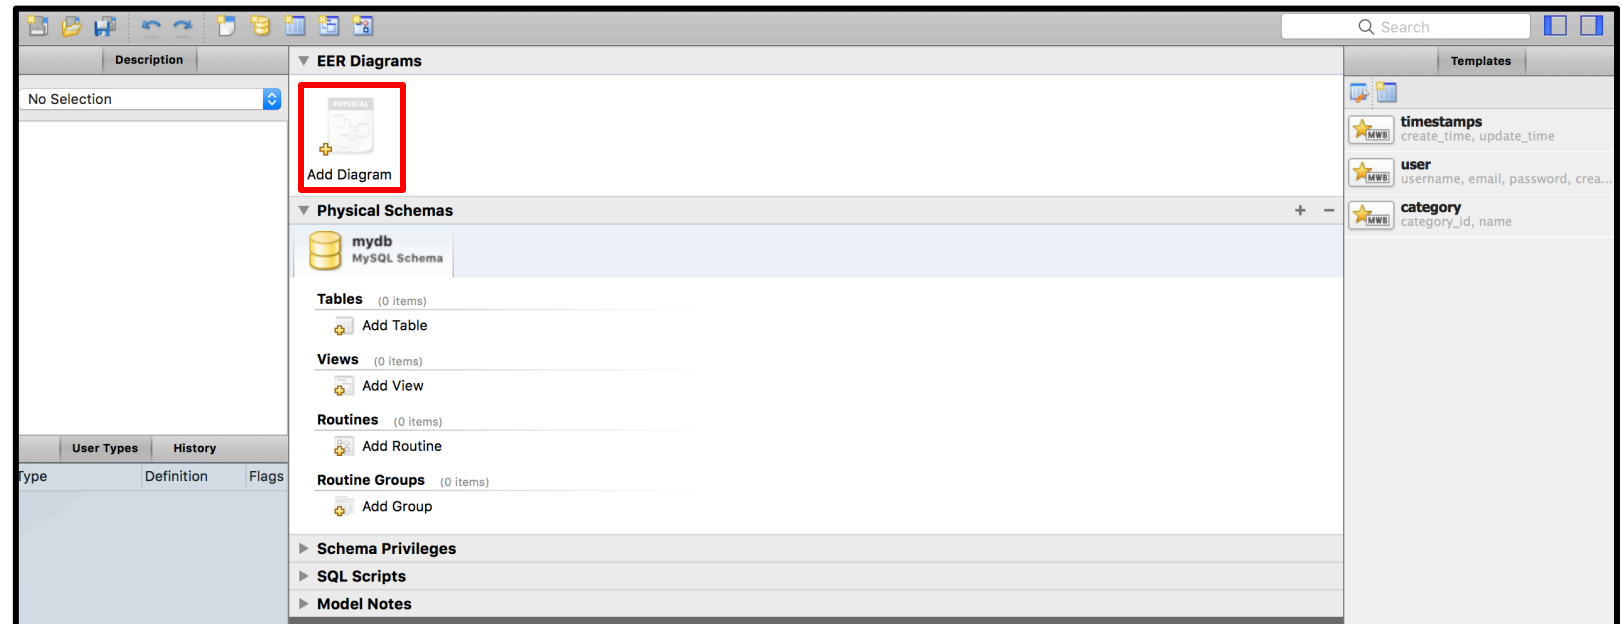 Search
Description
EER Diagrams
Templates
No Selection
PHYSICAL
Add Diagram
MWB
timestamps
create_time, update_time
MWB
user
username, email, password, crea...
MWB
category
category_id, name
Physical Schemas
+ −
mydb
MySQL Schema
Tables (0 items)
Add Table
Views (0 items)
Add View
Routines (0 items)
Add Routine
Routine Groups (0 items)
Add Group
User Types History
Type Definition Flags
Schema Privileges
SQL Scripts
Model Notes